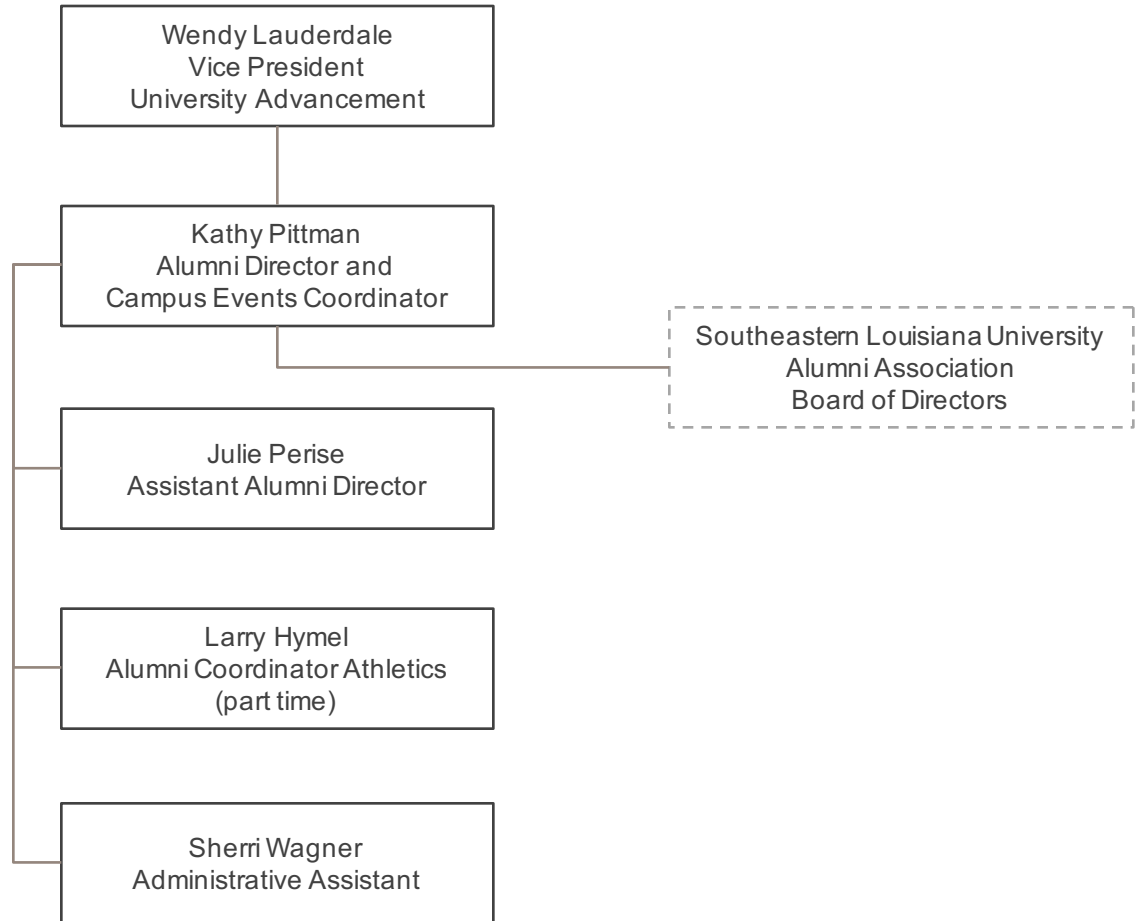 Wendy Lauderdale
Vice President
University Advancement
Kathy Pittman
Alumni Director and
Campus Events Coordinator
Southeastern Louisiana University
Alumni Association
Board of Directors
Julie Perise
Assistant Alumni Director
Larry Hymel
Alumni Coordinator Athletics
(part time)
Sherri Wagner
Administrative Assistant